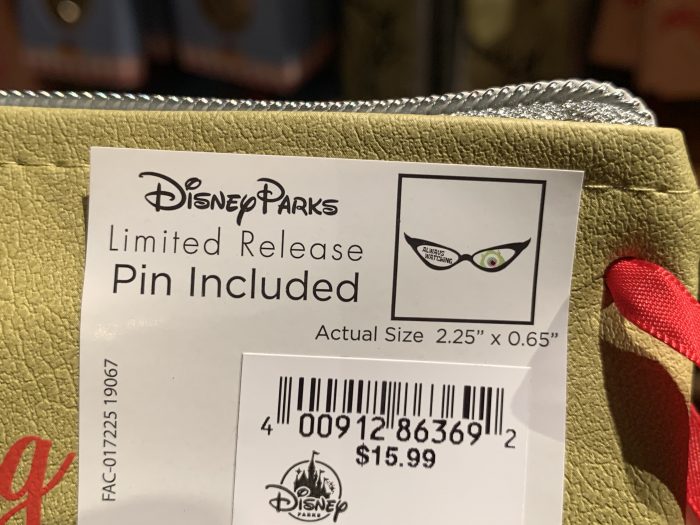 Disney Parks
Limited Release
Pin Included
ALWAYS
WATCHING
Actual Size 2.25” x 0.65”
FAC-017225 19067
4 00912 86369 2
$15.99
Disney
PARKS
g